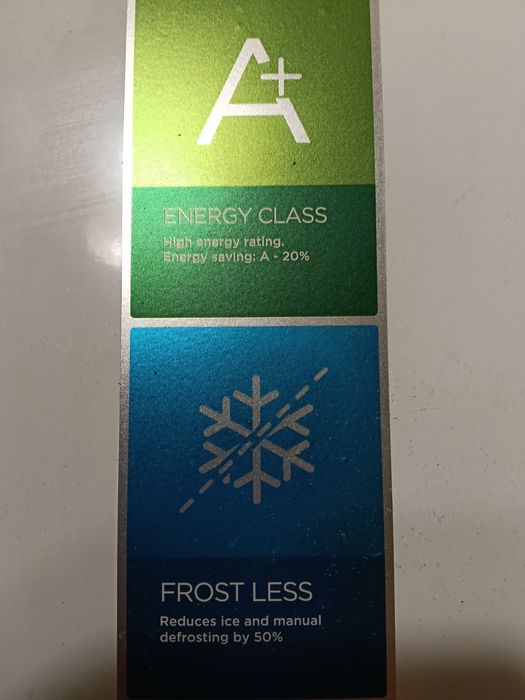 A+
ENERGY CLASS
High energy rating.
Energy saving: A - 20%
FROST LESS
Reduces ice and manual
defrosting by 50%